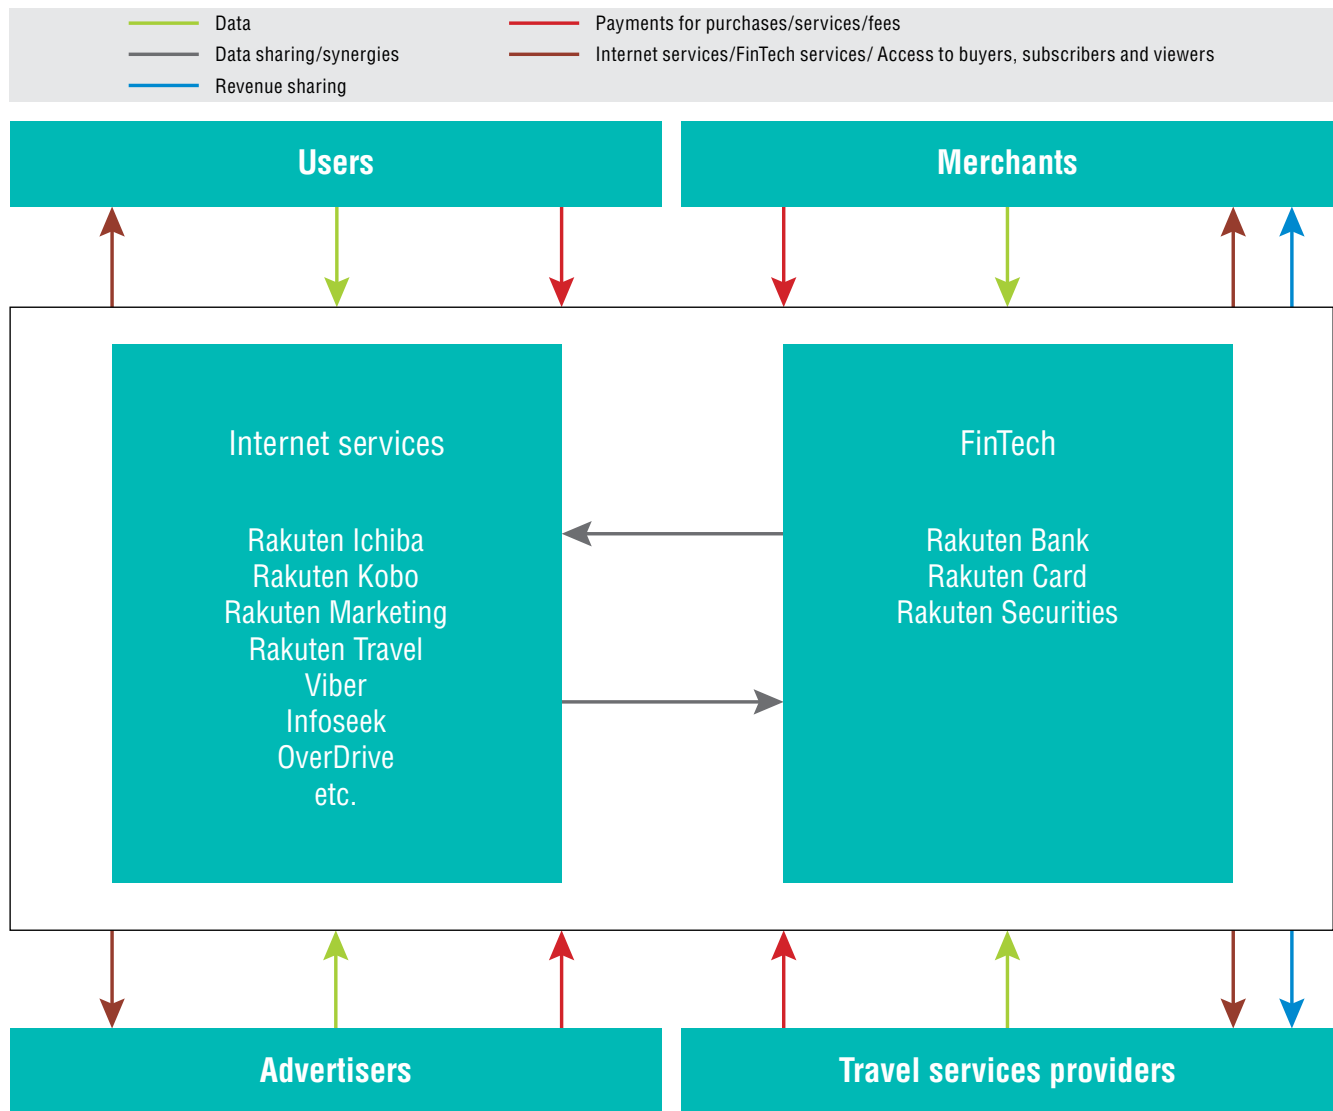 Data
Payments for purchases/services/fees
Data sharing/synergies
Internet services/FinTech services/ Access to buyers, subscribers and viewers
Revenue sharing
Users
Merchants
Internet services
Rakuten Ichiba
Rakuten Kobo
Rakuten Marketing
Rakuten Travel
Viber
Infoseek
OverDrive
etc.
FinTech
Rakuten Bank
Rakuten Card
Rakuten Securities
Advertisers
Travel services providers